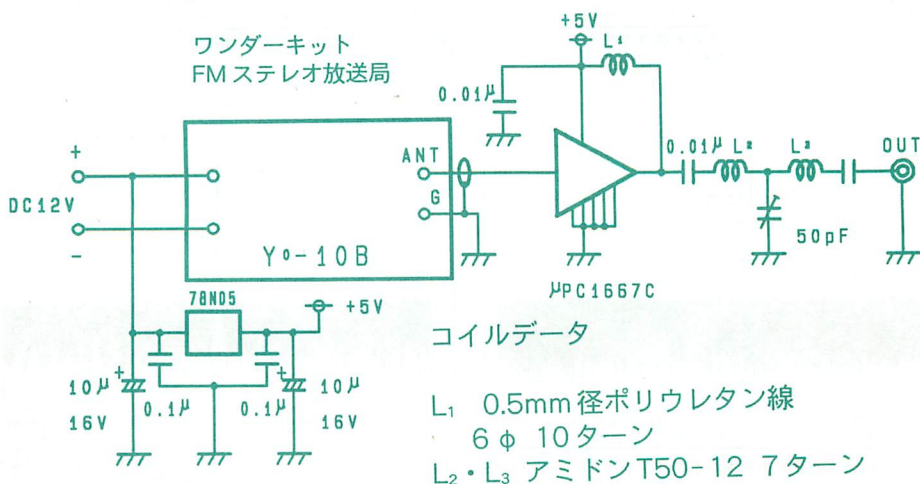 ワンダーキット
FMステレオ放送局
+5V
L₁
0.01μ
ANT
G
0.01μ
L₂
L₃
OUT
+
DC12V
-
50pF
Y⁰-10B
μPC1667C
78N05
+5V
コイルデータ
+
10μ
16V
0.1μ
0.1μ
+
10μ
16V
L₁ 0.5mm径ポリウレタン線
6φ 10ターン
L₂・L₃ アミドンT50-12 7ターン